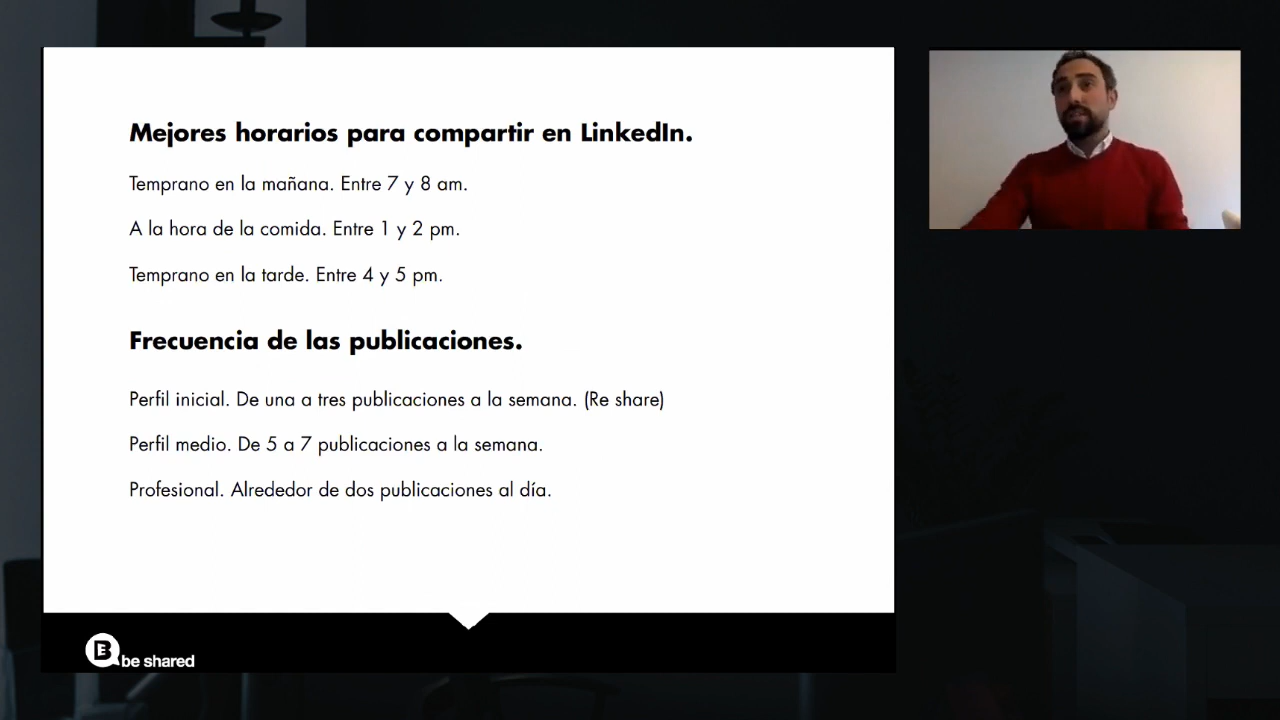 Mejores horarios para compartir en LinkedIn.
Temprano en la mañana. Entre 7 y 8 am.
A la hora de la comida. Entre 1 y 2 pm.
Temprano en la tarde. Entre 4 y 5 pm.
Frecuencia de las publicaciones.
Perfil inicial. De una a tres publicaciones a la semana. (Re share)
Perfil medio. De 5 a 7 publicaciones a la semana.
Profesional. Alrededor de dos publicaciones al día.
B be shared